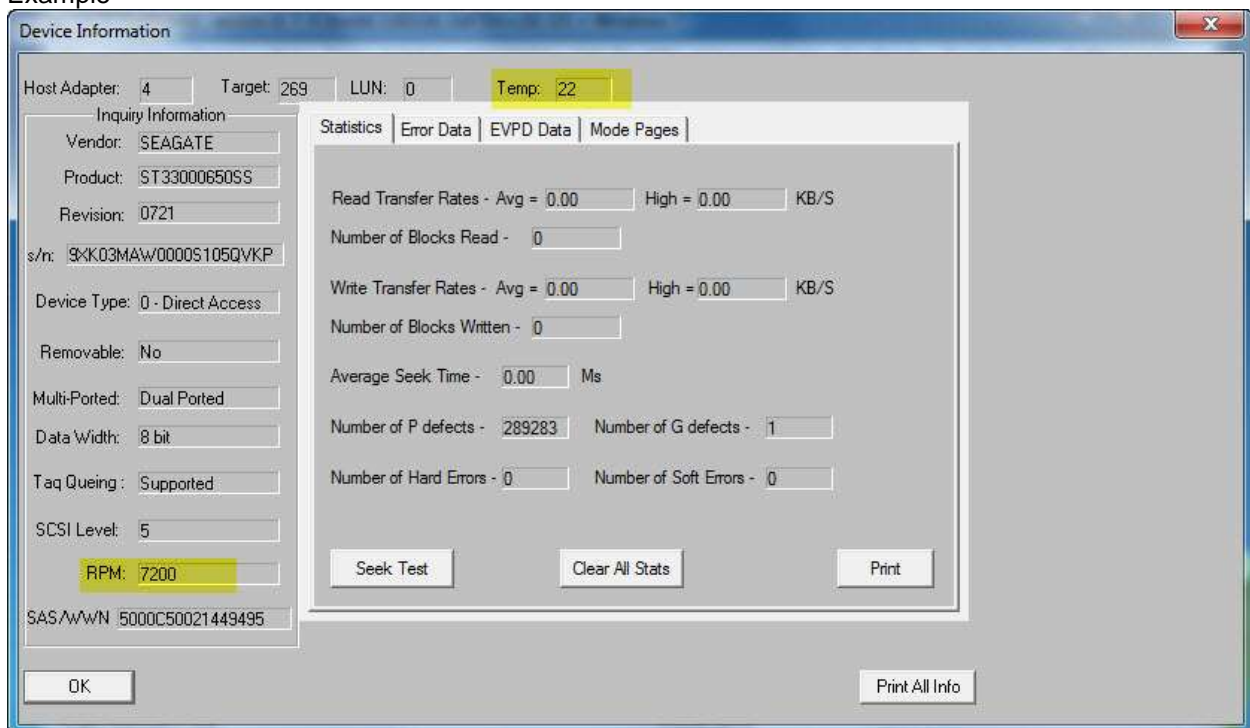 Example
Device Information
Host Adapter: 4 Target: 269 LUN: 0 Temp: 22
Inquiry Information
Vendor: SEAGATE
Product: ST33000650SS
Revision: 0721
s/n: 9XK03MAW0000S105QVKP
Device Type: 0 - Direct Access
Removable: No
Multi-Ported: Dual Ported
Data Width: 8 bit
Taq Queing : Supported
SCSI Level: 5
RPM: 7200
SAS/WWN 5000C50021449495
Statistics Error Data EVPD Data Mode Pages
Read Transfer Rates - Avg = 0.00 High = 0.00 KB/S
Number of Blocks Read - 0
Write Transfer Rates - Avg = 0.00 High = 0.00 KB/S
Number of Blocks Written - 0
Average Seek Time - 0.00 Ms
Number of P defects - 289283 Number of G defects - 1
Number of Hard Errors - 0 Number of Soft Errors - 0
Seek Test Clear All Stats Print
OK Print All Info